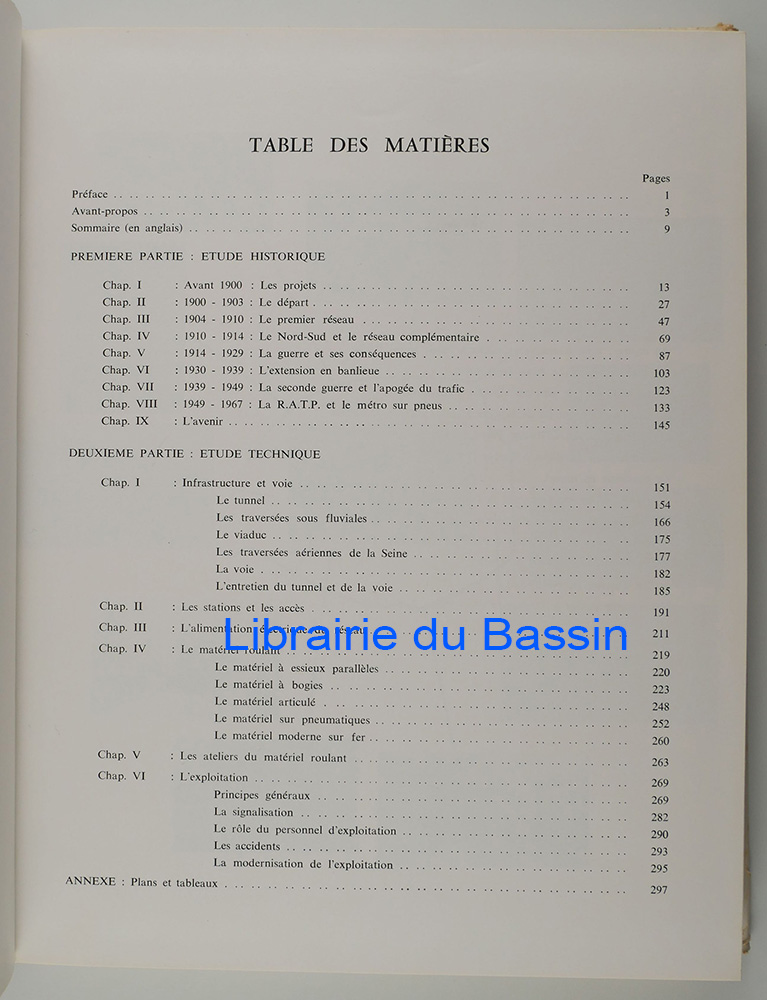 TABLE DES MATIÈRES
Pages
Préface 1
Avant-propos 3
Sommaire (en anglais) 9
PREMIERE PARTIE : ETUDE HISTORIQUE
Chap. I : Avant 1900 : Les projets 13
Chap. II : 1900 - 1903 : Le départ 27
Chap. III : 1904 - 1910 : Le premier réseau 47
Chap. IV : 1910 - 1914 : Le Nord-Sud et le réseau complémentaire 69
Chap. V : 1914 - 1929 : La guerre et ses conséquences 87
Chap. VI : 1930 - 1939 : L'extension en banlieue 103
Chap. VII : 1939 - 1949 : La seconde guerre et l'apogée du trafic 123
Chap. VIII : 1949 - 1967 : La R.A.T.P. et le métro sur pneus 133
Chap. IX : L'avenir 145
DEUXIEME PARTIE : ETUDE TECHNIQUE
Chap. I : Infrastructure et voie 151
Le tunnel 154
Les traversées sous fluviales 166
Le viaduc 175
Les traversées aériennes de la Seine 177
La voie 182
L'entretien du tunnel et de la voie 185
Chap. II : Les stations et les accès 191
Chap. III : L'alimentation électrique du réseau 211
Librairie du Bassin
Chap. IV : Le matériel roulant 219
Le matériel à essieux parallèles 220
Le matériel à bogies 223
Le matériel articulé 248
Le matériel sur pneumatiques 252
Le matériel moderne sur fer 260
Chap. V : Les ateliers du matériel roulant 263
Chap. VI : L'exploitation 269
Principes généraux 269
La signalisation 282
Le rôle du personnel d'exploitation 290
Les accidents 293
La modernisation de l'exploitation 295
ANNEXE : Plans et tableaux 297